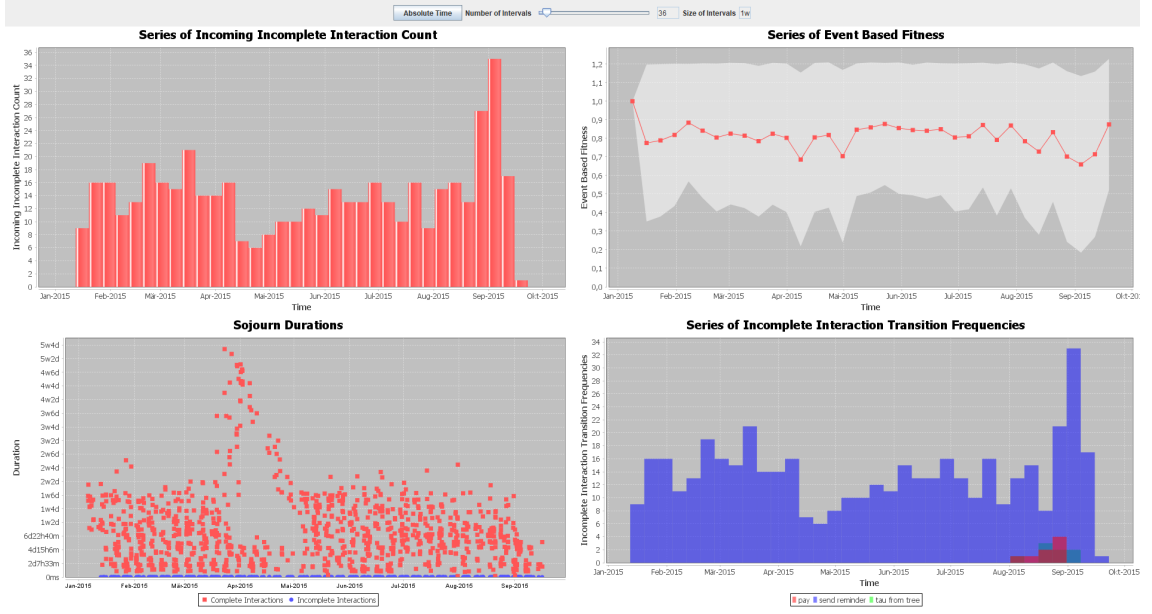 Absolute Time Number of Intervals 36 Size of Intervals 1w
Series of Incoming Incomplete Interaction Count
Incoming Incomplete Interaction Count
36
34
32
30
28
26
24
22
20
18
16
14
12
10
8
6
4
2
0
Jan-2015 Feb-2015 Mär-2015 Apr-2015 Mai-2015 Jun-2015 Jul-2015 Aug-2015 Sep-2015 Okt-2015
Time
Series of Event Based Fitness
Event Based Fitness
1,2
1,1
1,0
0,9
0,8
0,7
0,6
0,5
0,4
0,3
0,2
0,1
0,0
Jan-2015 Feb-2015 Mär-2015 Apr-2015 Mai-2015 Jun-2015 Jul-2015 Aug-2015 Sep-2015 Okt-20:
Time
Sojourn Durations
Duration
5w4d
5w2d
4w6d
4w4d
4w2d
3w6d
3w4d
3w2d
2w6d
2w4d
2w2d
1w6d
1w4d
1w2d
6d22h40m
4d15h6m
2d7h33m
0ms
Jan-2015 Feb-2015 Mär-2015 Apr-2015 Mai-2015 Jun-2015 Jul-2015 Aug-2015 Sep-2015
Complete Interactions Incomplete Interactions
Series of Incomplete Interaction Transition Frequencies
Incomplete Interaction Transition Frequencies
34
32
30
28
26
24
22
20
18
16
14
12
10
8
6
4
2
0
Jan-2015 Feb-2015 Mär-2015 Apr-2015 Mai-2015 Jun-2015 Jul-2015 Aug-2015 Sep-2015 Okt-2015
Time
pay send reminder tau from tree